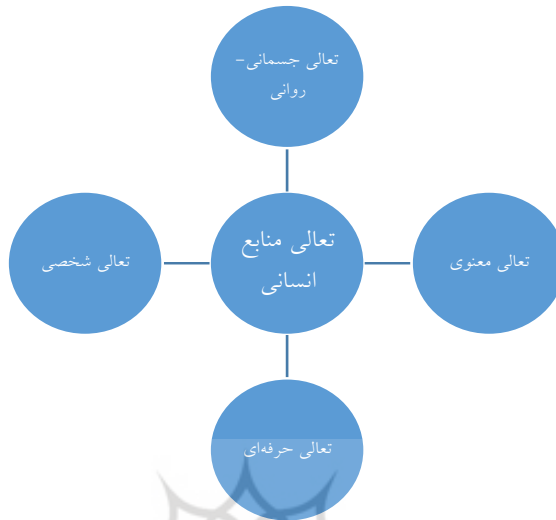 تعالی جسمانی-
روانی
تعالی منابع
انسانی
تعالی معنوی
تعالی شخصی
تعالی حرفه‌ای